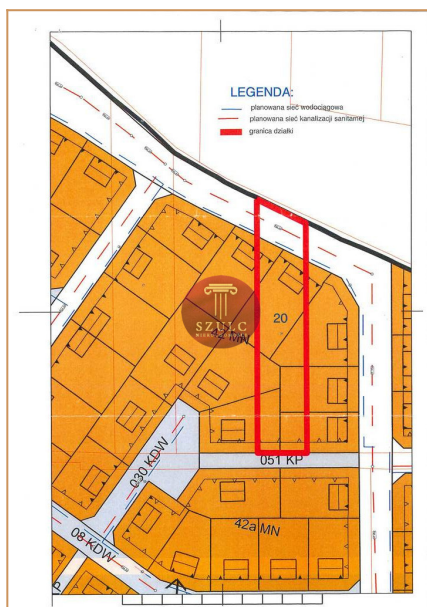 LEGENDA:
planowana sieć wodociągowa
planowana sieć kanalizacji sanitarnej
granica działki
20
SZULC
MN
030 KDW
051 KP
42a MN
08 KDW